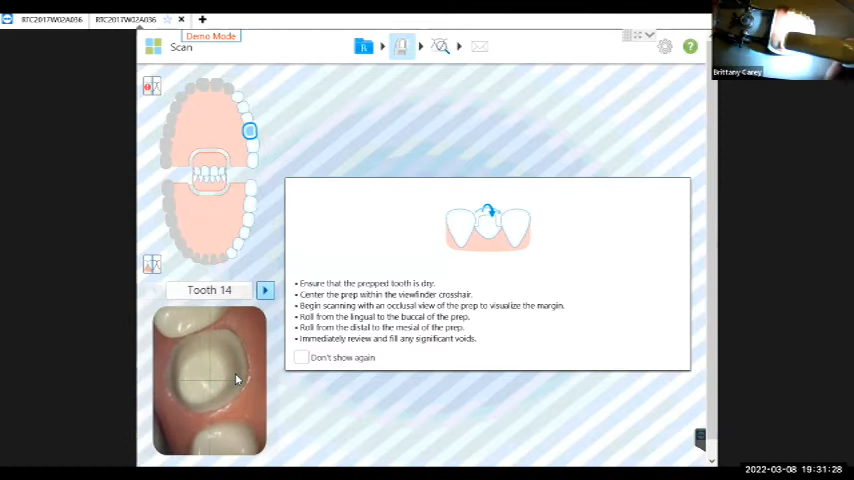 RTC2017W02A036
RTC2017W02A036
Demo Mode
Scan
Brittany Carey
Tooth 14
• Ensure that the prepped tooth is dry.
• Center the prep within the viewfinder crosshair.
• Begin scanning with an occlusal view of the prep to visualize the margin.
• Roll from the lingual to the buccal of the prep.
• Roll from the distal to the mesial of the prep.
• Immediately review and fill any significant voids.
Don't show again
2022-03-08 19:31:28